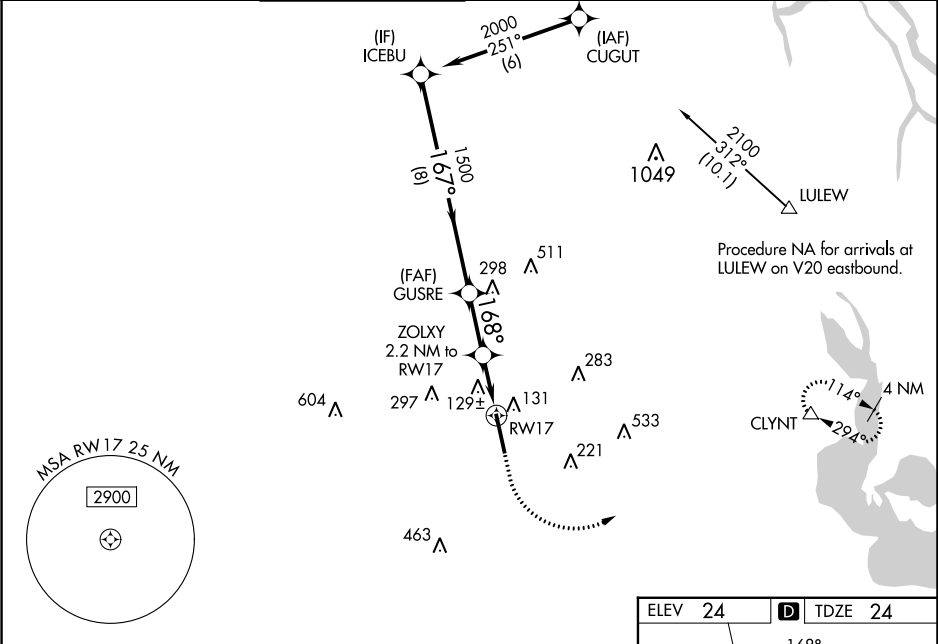 2000
251°
(6)
(IAF)
CUGUT
(IF)
ICEBU
1500
167°
(8)
1049
2100
312°
(10.1)
LULEW
Procedure NA for arrivals at
LULEW on V20 eastbound.
(FAF)
GUSRE
298
511
168°
ZOLXY
2.2 NM to
RW17
283
604
297
129±
131
RW17
533
221
463
114°
4 NM
CLYNT
294°
MSA RW17 25 NM
2900
ELEV 24 D TDZE 24